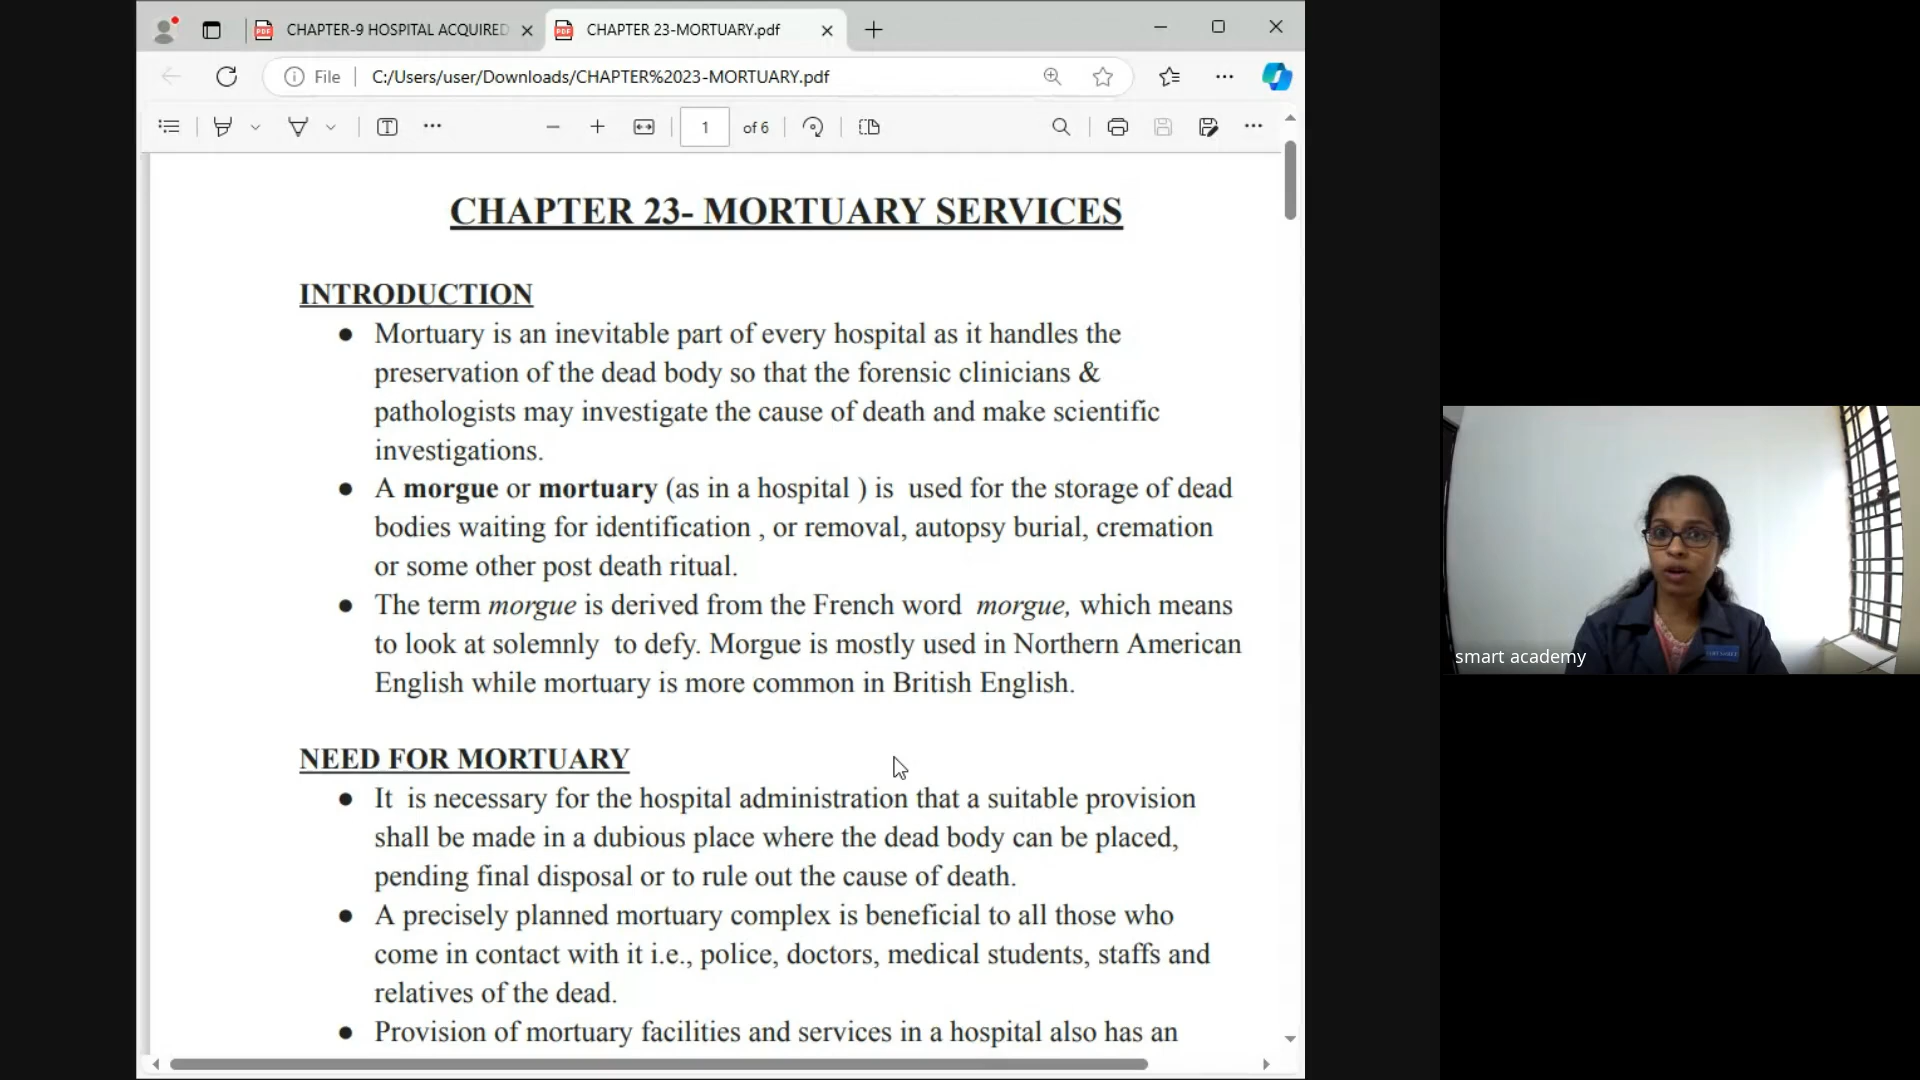 CHAPTER-9 HOSPITAL ACQUIRED
CHAPTER 23-MORTUARY.pdf
File
C:/Users/user/Downloads/CHAPTER%2023-MORTUARY.pdf
1 of 6
CHAPTER 23- MORTUARY SERVICES
INTRODUCTION
● Mortuary is an inevitable part of every hospital as it handles the
preservation of the dead body so that the forensic clinicians &
pathologists may investigate the cause of death and make scientific
investigations.
● A morgue or mortuary (as in a hospital ) is  used for the storage of dead
bodies waiting for identification , or removal, autopsy burial, cremation
or some other post death ritual.
● The term morgue is derived from the French word  morgue, which means
to look at solemnly  to defy. Morgue is mostly used in Northern American
English while mortuary is more common in British English.
NEED FOR MORTUARY
● It  is necessary for the hospital administration that a suitable provision
shall be made in a dubious place where the dead body can be placed,
pending final disposal or to rule out the cause of death.
● A precisely planned mortuary complex is beneficial to all those who
come in contact with it i.e., police, doctors, medical students, staffs and
relatives of the dead.
● Provision of mortuary facilities and services in a hospital also has an
smart academy